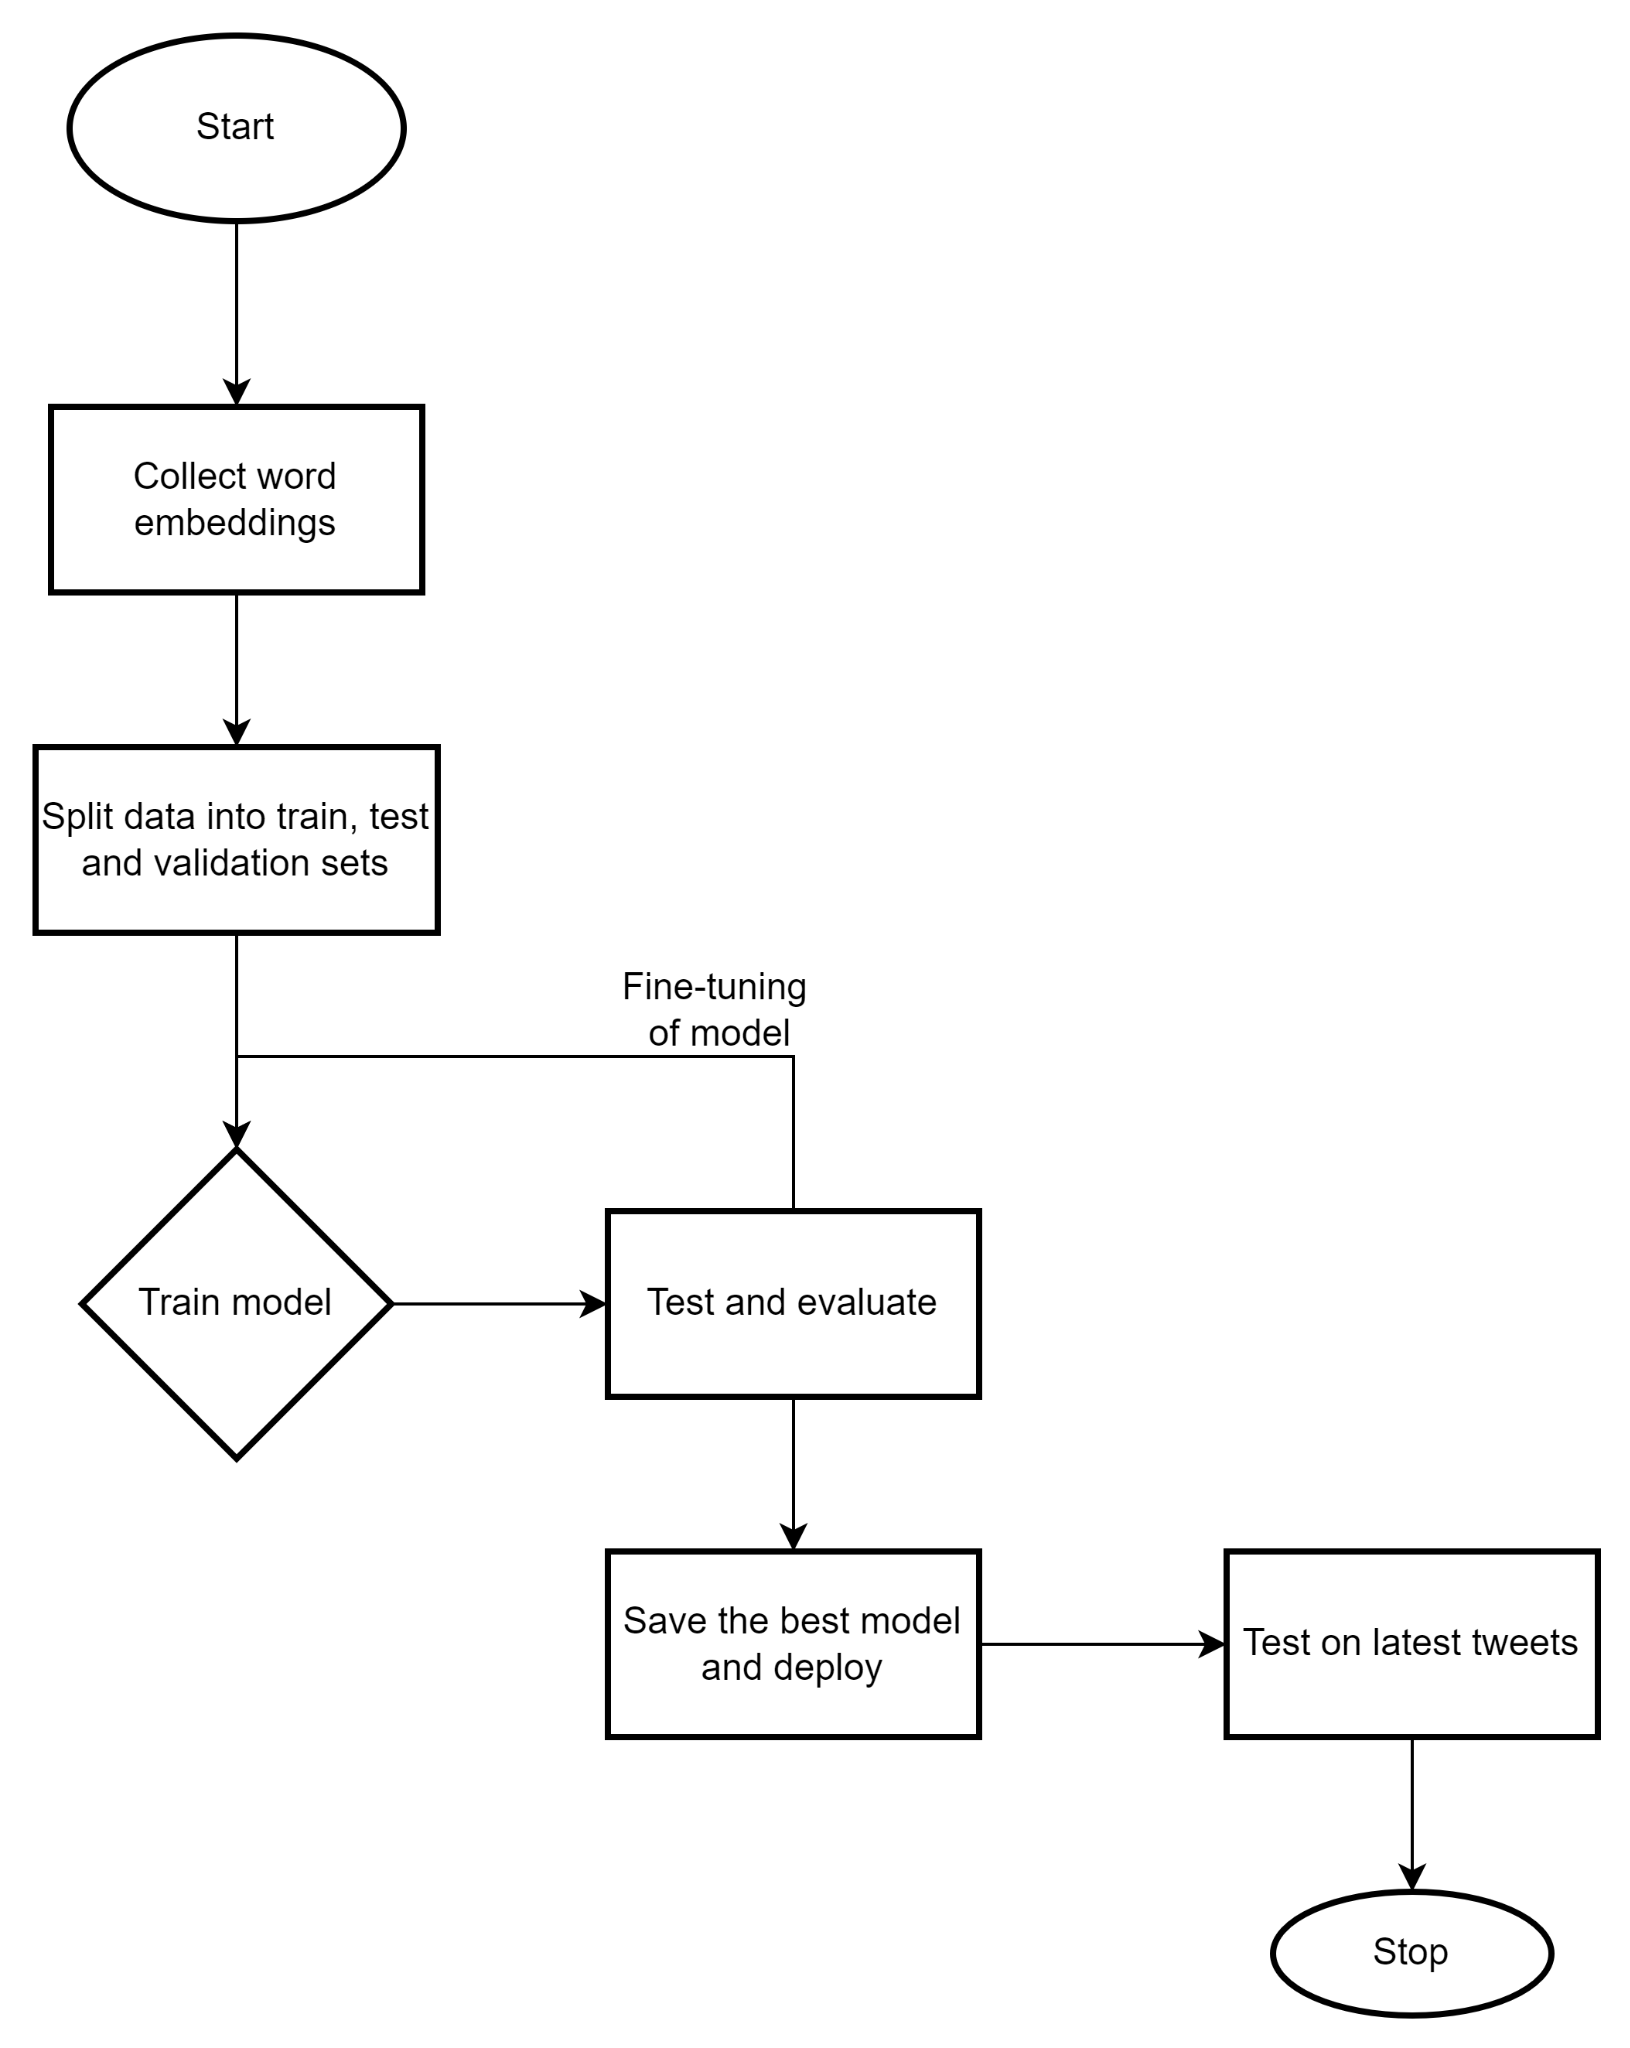 Start
Collect word
embeddings
Split data into train, test
and validation sets
Fine-tuning
of model
Train model
Test and evaluate
Save the best model
and deploy
Test on latest tweets
Stop